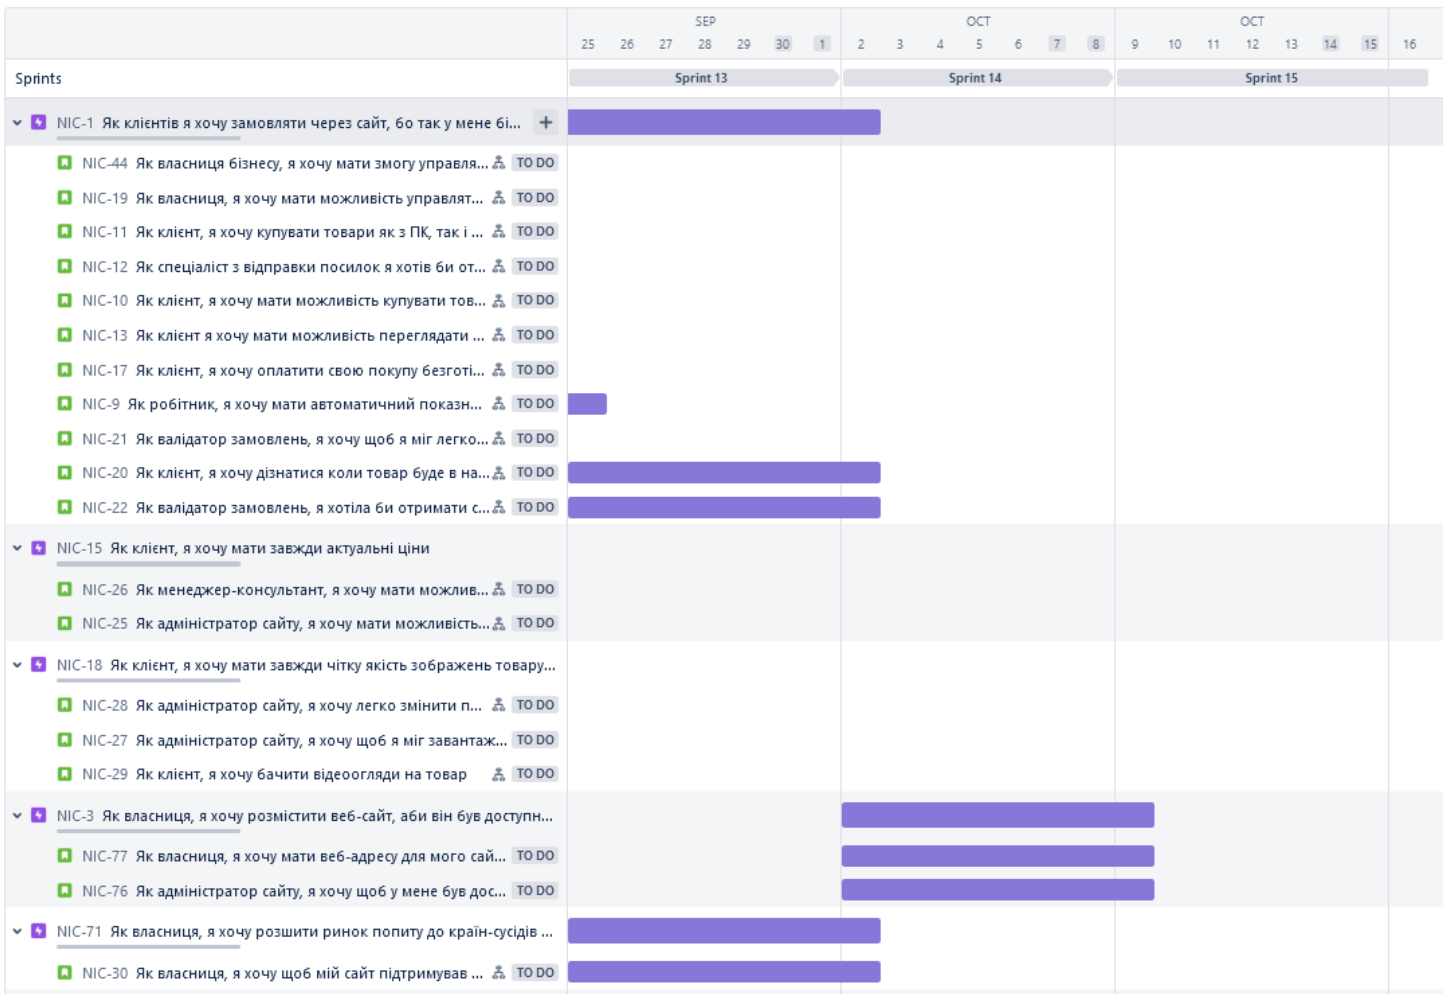 SEP OCT OCT
25 26 27 28 29 30 1 2 3 4 5 6 7 8 9 10 11 12 13 14 15 16
Sprints Sprint 13 Sprint 14 Sprint 15
NIC-1 Як клієнтів я хочу замовляти через сайт, бо так у мене бі... +
NIC-44 Як власниця бізнесу, я хочу мати змогу управля... TO DO
NIC-19 Як власниця, я хочу мати можливість управлят... TO DO
NIC-11 Як клієнт, я хочу купувати товари як з ПК, так і ... TO DO
NIC-12 Як спеціаліст з відправки посилок я хотів би от... TO DO
NIC-10 Як клієнт, я хочу мати можливість купувати тов... TO DO
NIC-13 Як клієнт я хочу мати можливість переглядати ... TO DO
NIC-17 Як клієнт, я хочу оплатити свою покупу безготі... TO DO
NIC-9 Як робітник, я хочу мати автоматичний показн... TO DO
NIC-21 Як валідатор замовлень, я хочу щоб я міг легко... TO DO
NIC-20 Як клієнт, я хочу дізнатися коли товар буде в на... TO DO
NIC-22 Як валідатор замовлень, я хотіла би отримати с... TO DO
NIC-15 Як клієнт, я хочу мати завжди актуальні ціни
NIC-26 Як менеджер-консультант, я хочу мати можлив... TO DO
NIC-25 Як адміністратор сайту, я хочу мати можливість... TO DO
NIC-18 Як клієнт, я хочу мати завжди чітку якість зображень товару...
NIC-28 Як адміністратор сайту, я хочу легко змінити п... TO DO
NIC-27 Як адміністратор сайту, я хочу щоб я міг завантаж... TO DO
NIC-29 Як клієнт, я хочу бачити відеоогляди на товар TO DO
NIC-3 Як власниця, я хочу розмістити веб-сайт, аби він був доступн...
NIC-77 Як власниця, я хочу мати веб-адресу для мого сай... TO DO
NIC-76 Як адміністратор сайту, я хочу щоб у мене був дос... TO DO
NIC-71 Як власниця, я хочу розшити ринок попиту до країн-сусідів ...
NIC-30 Як власниця, я хочу щоб мій сайт підтримував ... TO DO